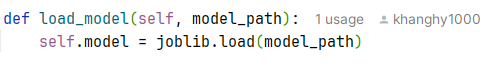 def load_model(self, model_path): 1 usage khanghy1000
    self.model = joblib.load(model_path)